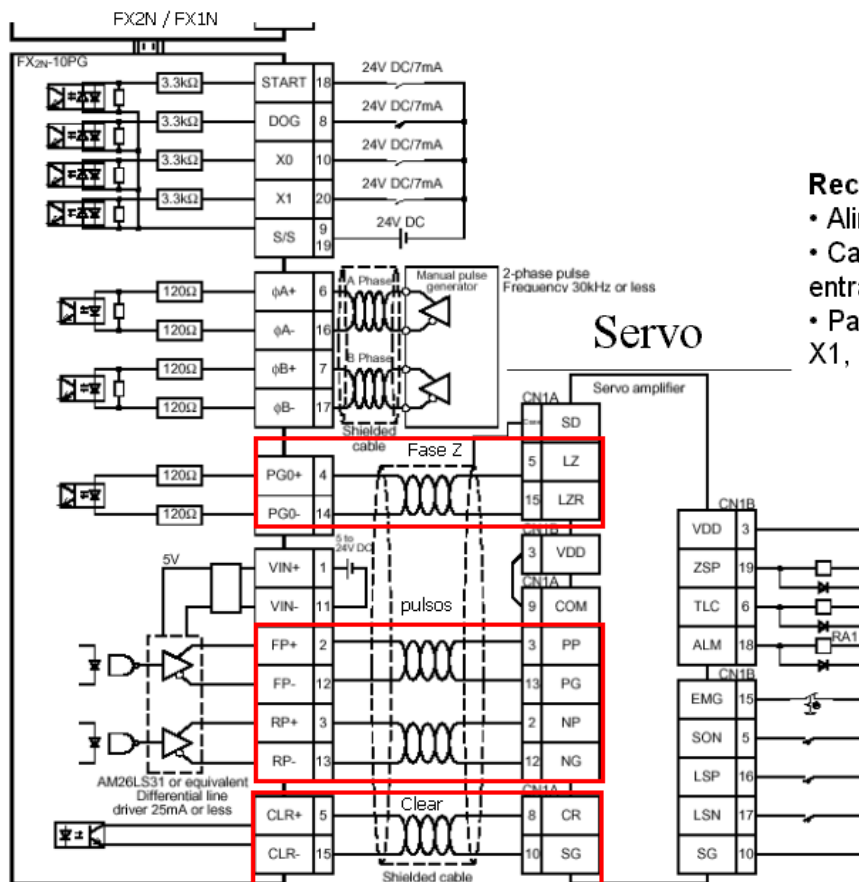 FX2N / FX1N
FX2N-10PG
3.3kΩ START 18 24V DC/7mA
3.3kΩ DOG 8 24V DC/7mA
3.3kΩ X0 10 24V DC/7mA
3.3kΩ X1 20 24V DC/7mA
S/S 9 19 24V DC
120Ω φA+ 6 A Phase
120Ω φA- 16
120Ω φB+ 7 B Phase
120Ω φB- 17
Manual pulse
generator
2-phase pulse
Frequency 30kHz or less
Shielded
cable
Rec
• Alin
• Ca
entra
• Pa
X1,
Servo
Servo amplifier
CN1A
SD
Fase Z
120Ω PG0+ 4 5 LZ
120Ω PG0- 14 15 LZR
CN1B
5V VIN+ 1 5 to
24V DC
3 VDD
CN1A
VIN- 11 9 COM
pulsos
FP+ 2 3 PP
FP- 12 13 PG
RP+ 3 2 NP
RP- 13 12 NG
AM26LS31 or equivalent
Differential line
driver 25mA or less
CN1A
Clear
CLR+ 5 8 CR
CLR- 15 10 SG
Shielded cable
CN1B
VDD 3
ZSP 19
TLC 6
ALM 18 RA1
CN1B
EMG 15
SON 5
LSP 16
LSN 17
SG 10